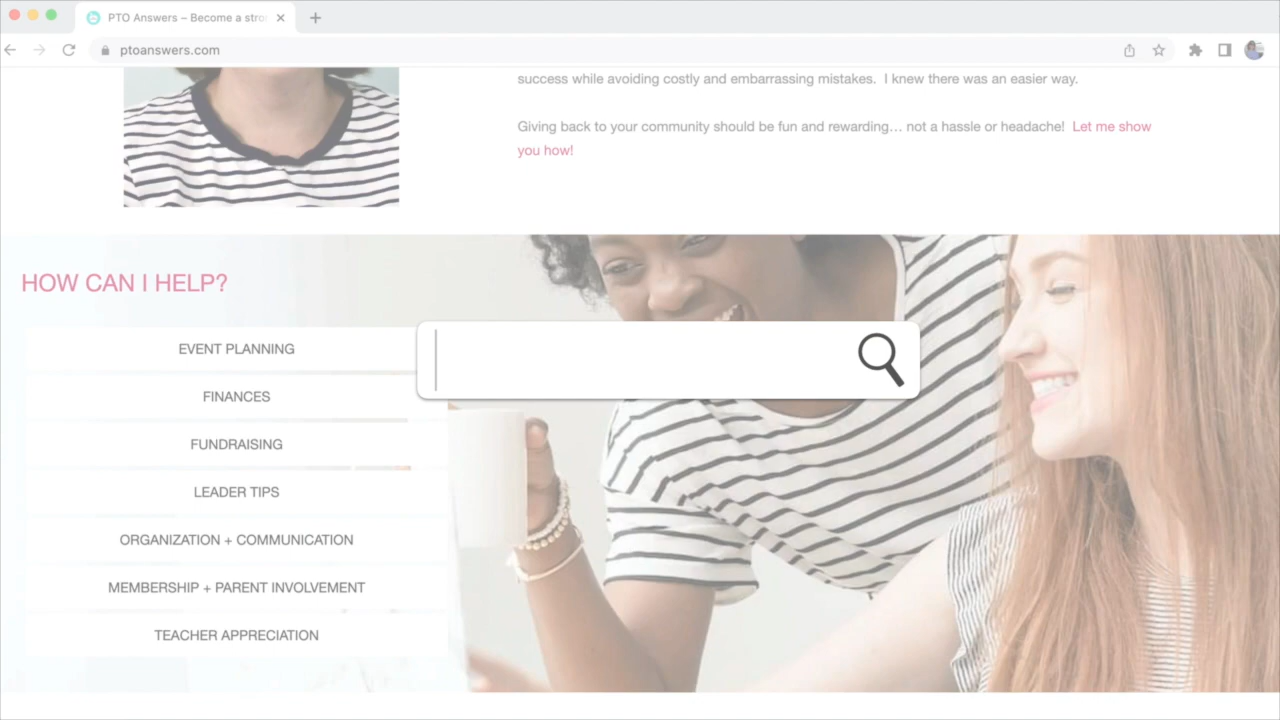 PTO Answers – Become a stro
ptoanswers.com
success while avoiding costly and embarrassing mistakes. I knew there was an easier way.
Giving back to your community should be fun and rewarding… not a hassle or headache! Let me show
you how!
HOW CAN I HELP?
EVENT PLANNING
FINANCES
FUNDRAISING
LEADER TIPS
ORGANIZATION + COMMUNICATION
MEMBERSHIP + PARENT INVOLVEMENT
TEACHER APPRECIATION